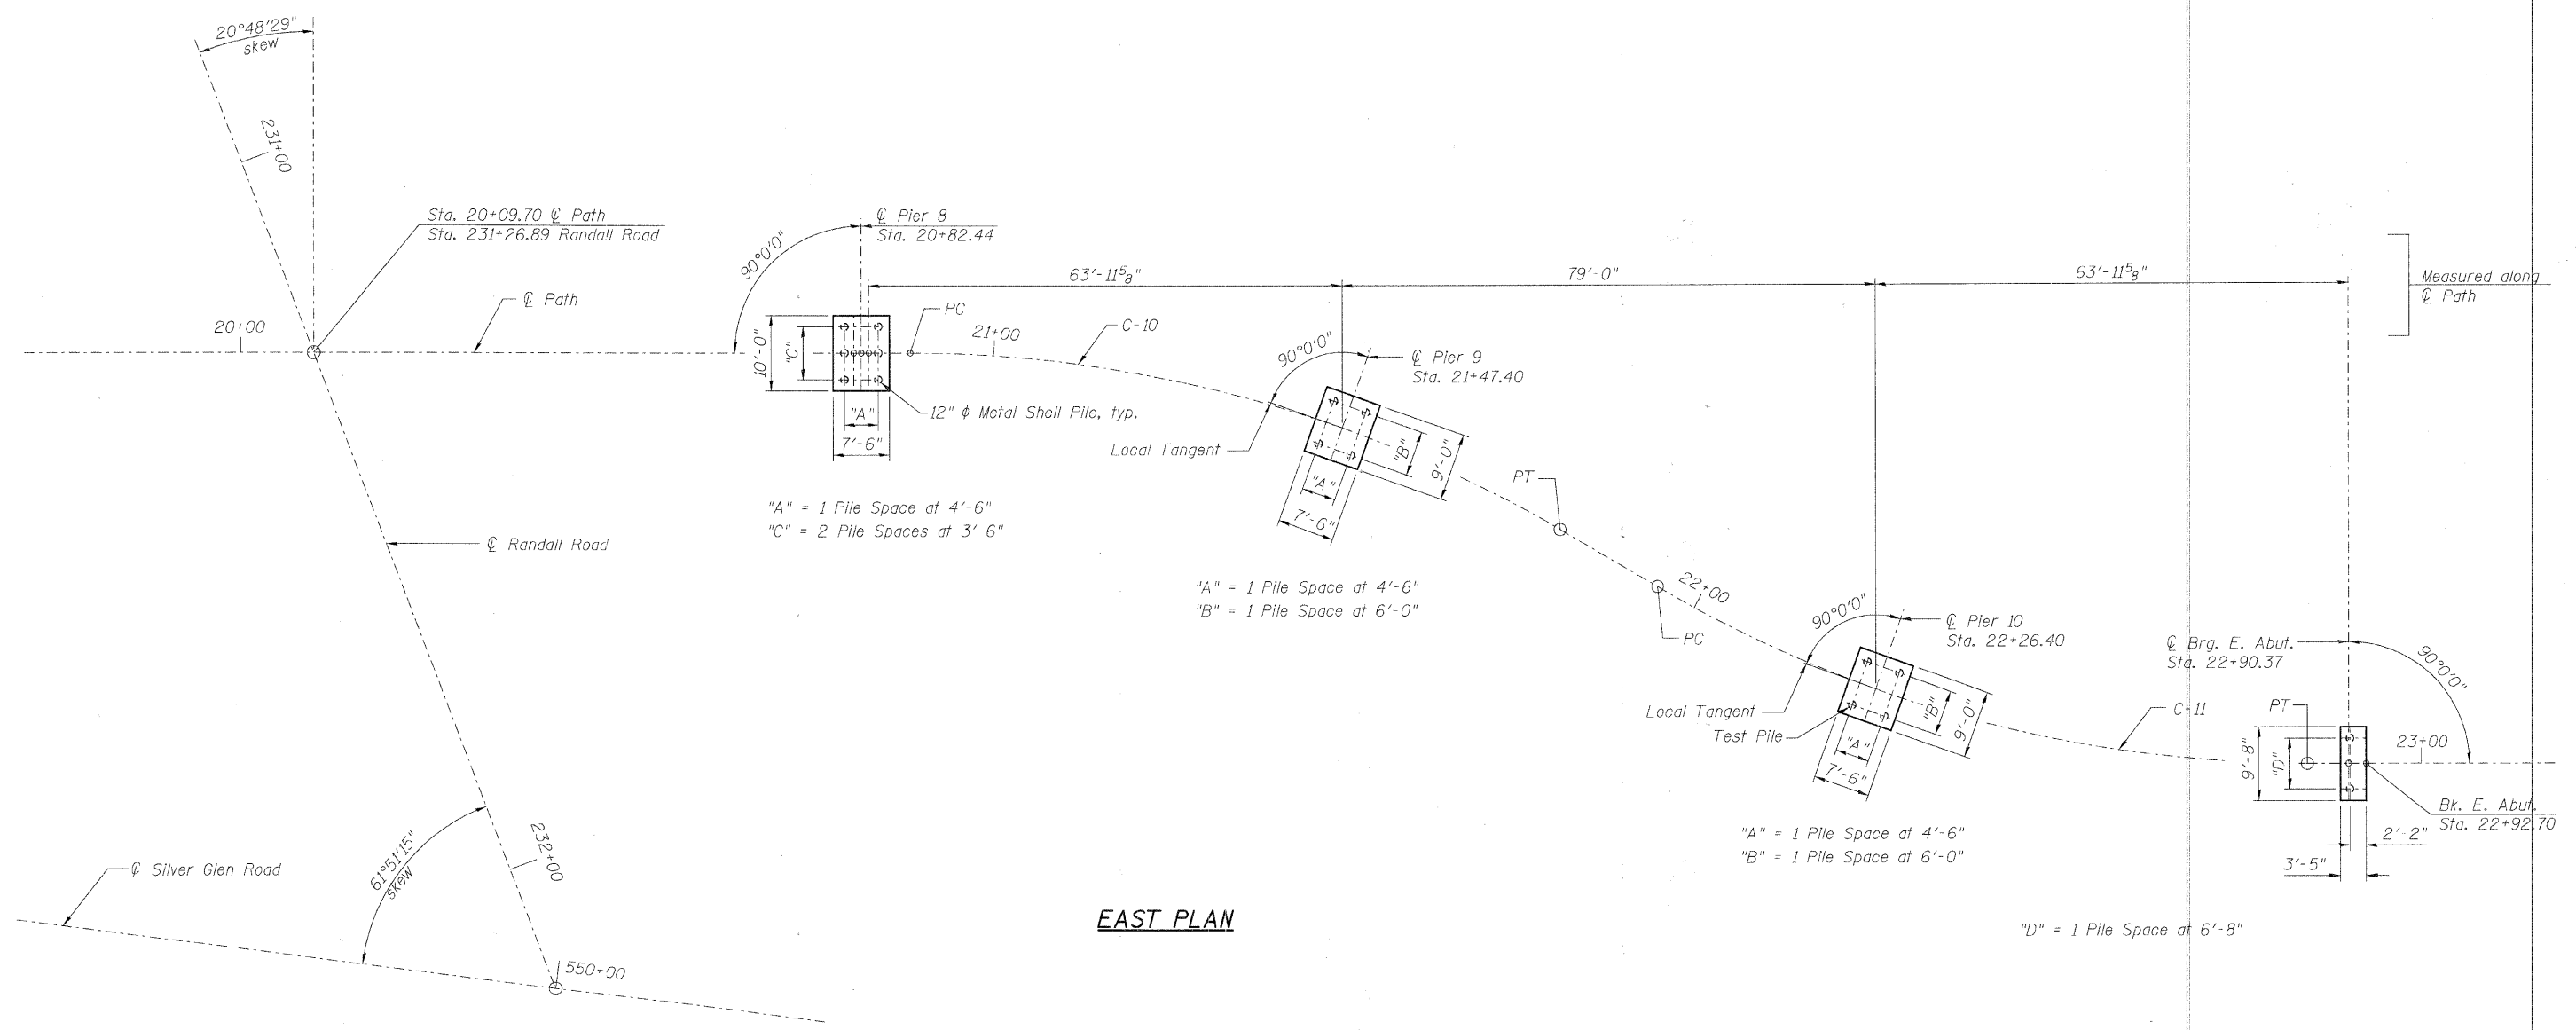 20°48'29"
skew
231+00
Sta. 20+09.70 ℄ Path
Sta. 231+26.89 Randall Road
℄ Path
20+00
℄ Pier 8
Sta. 20+82.44
90°0'0"
63'-11 5/8"
79'-0"
63'-11 5/8"
Measured along
℄ Path
PC
21+00
C-10
10'-0"
"C"
"A"
7'-6"
12" ϕ Metal Shell Pile, typ.
90°0'0"
℄ Pier 9
Sta. 21+47.40
Local Tangent
"B"
9'-0"
"A"
7'-6"
"A" = 1 Pile Space at 4'-6"
"C" = 2 Pile Spaces at 3'-6"
℄ Randall Road
PT
"A" = 1 Pile Space at 4'-6"
"B" = 1 Pile Space at 6'-0"
22+00
PC
90°0'0"
℄ Pier 10
Sta. 22+26.40
Local Tangent
Test Pile
"B"
9'-0"
"A"
7'-6"
℄ Brg. E. Abut.
Sta. 22+90.37
90°0'0"
C-11
PT
23+00
9'-8"
"D"
Bk. E. Abut.
Sta. 22+92.70
2'-2"
3'-5"
"A" = 1 Pile Space at 4'-6"
"B" = 1 Pile Space at 6'-0"
"D" = 1 Pile Space at 6'-8"
61°51'15"
skew
232+00
℄ Silver Glen Road
550+00
EAST PLAN